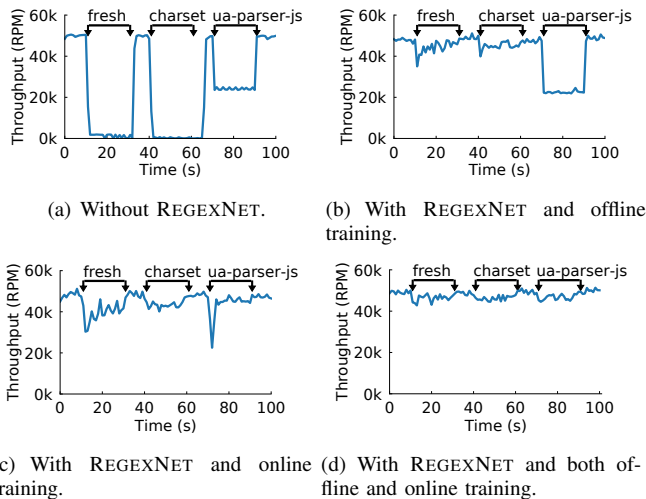 fresh charset ua-parser-js
60k
40k
20k
0k
Throughput (RPM)
0 20 40 60 80 100
Time (s)
(a) Without REGEXNET.
fresh charset ua-parser-js
60k
40k
20k
0k
Throughput (RPM)
0 20 40 60 80 100
Time (s)
(b) With REGEXNET and offline
training.
fresh charset ua-parser-js
60k
40k
20k
0k
Throughput (RPM)
0 20 40 60 80 100
Time (s)
c) With REGEXNET and online
raining.
fresh charset ua-parser-js
60k
40k
20k
0k
Throughput (RPM)
0 20 40 60 80 100
Time (s)
(d) With REGEXNET and both of-
fline and online training.